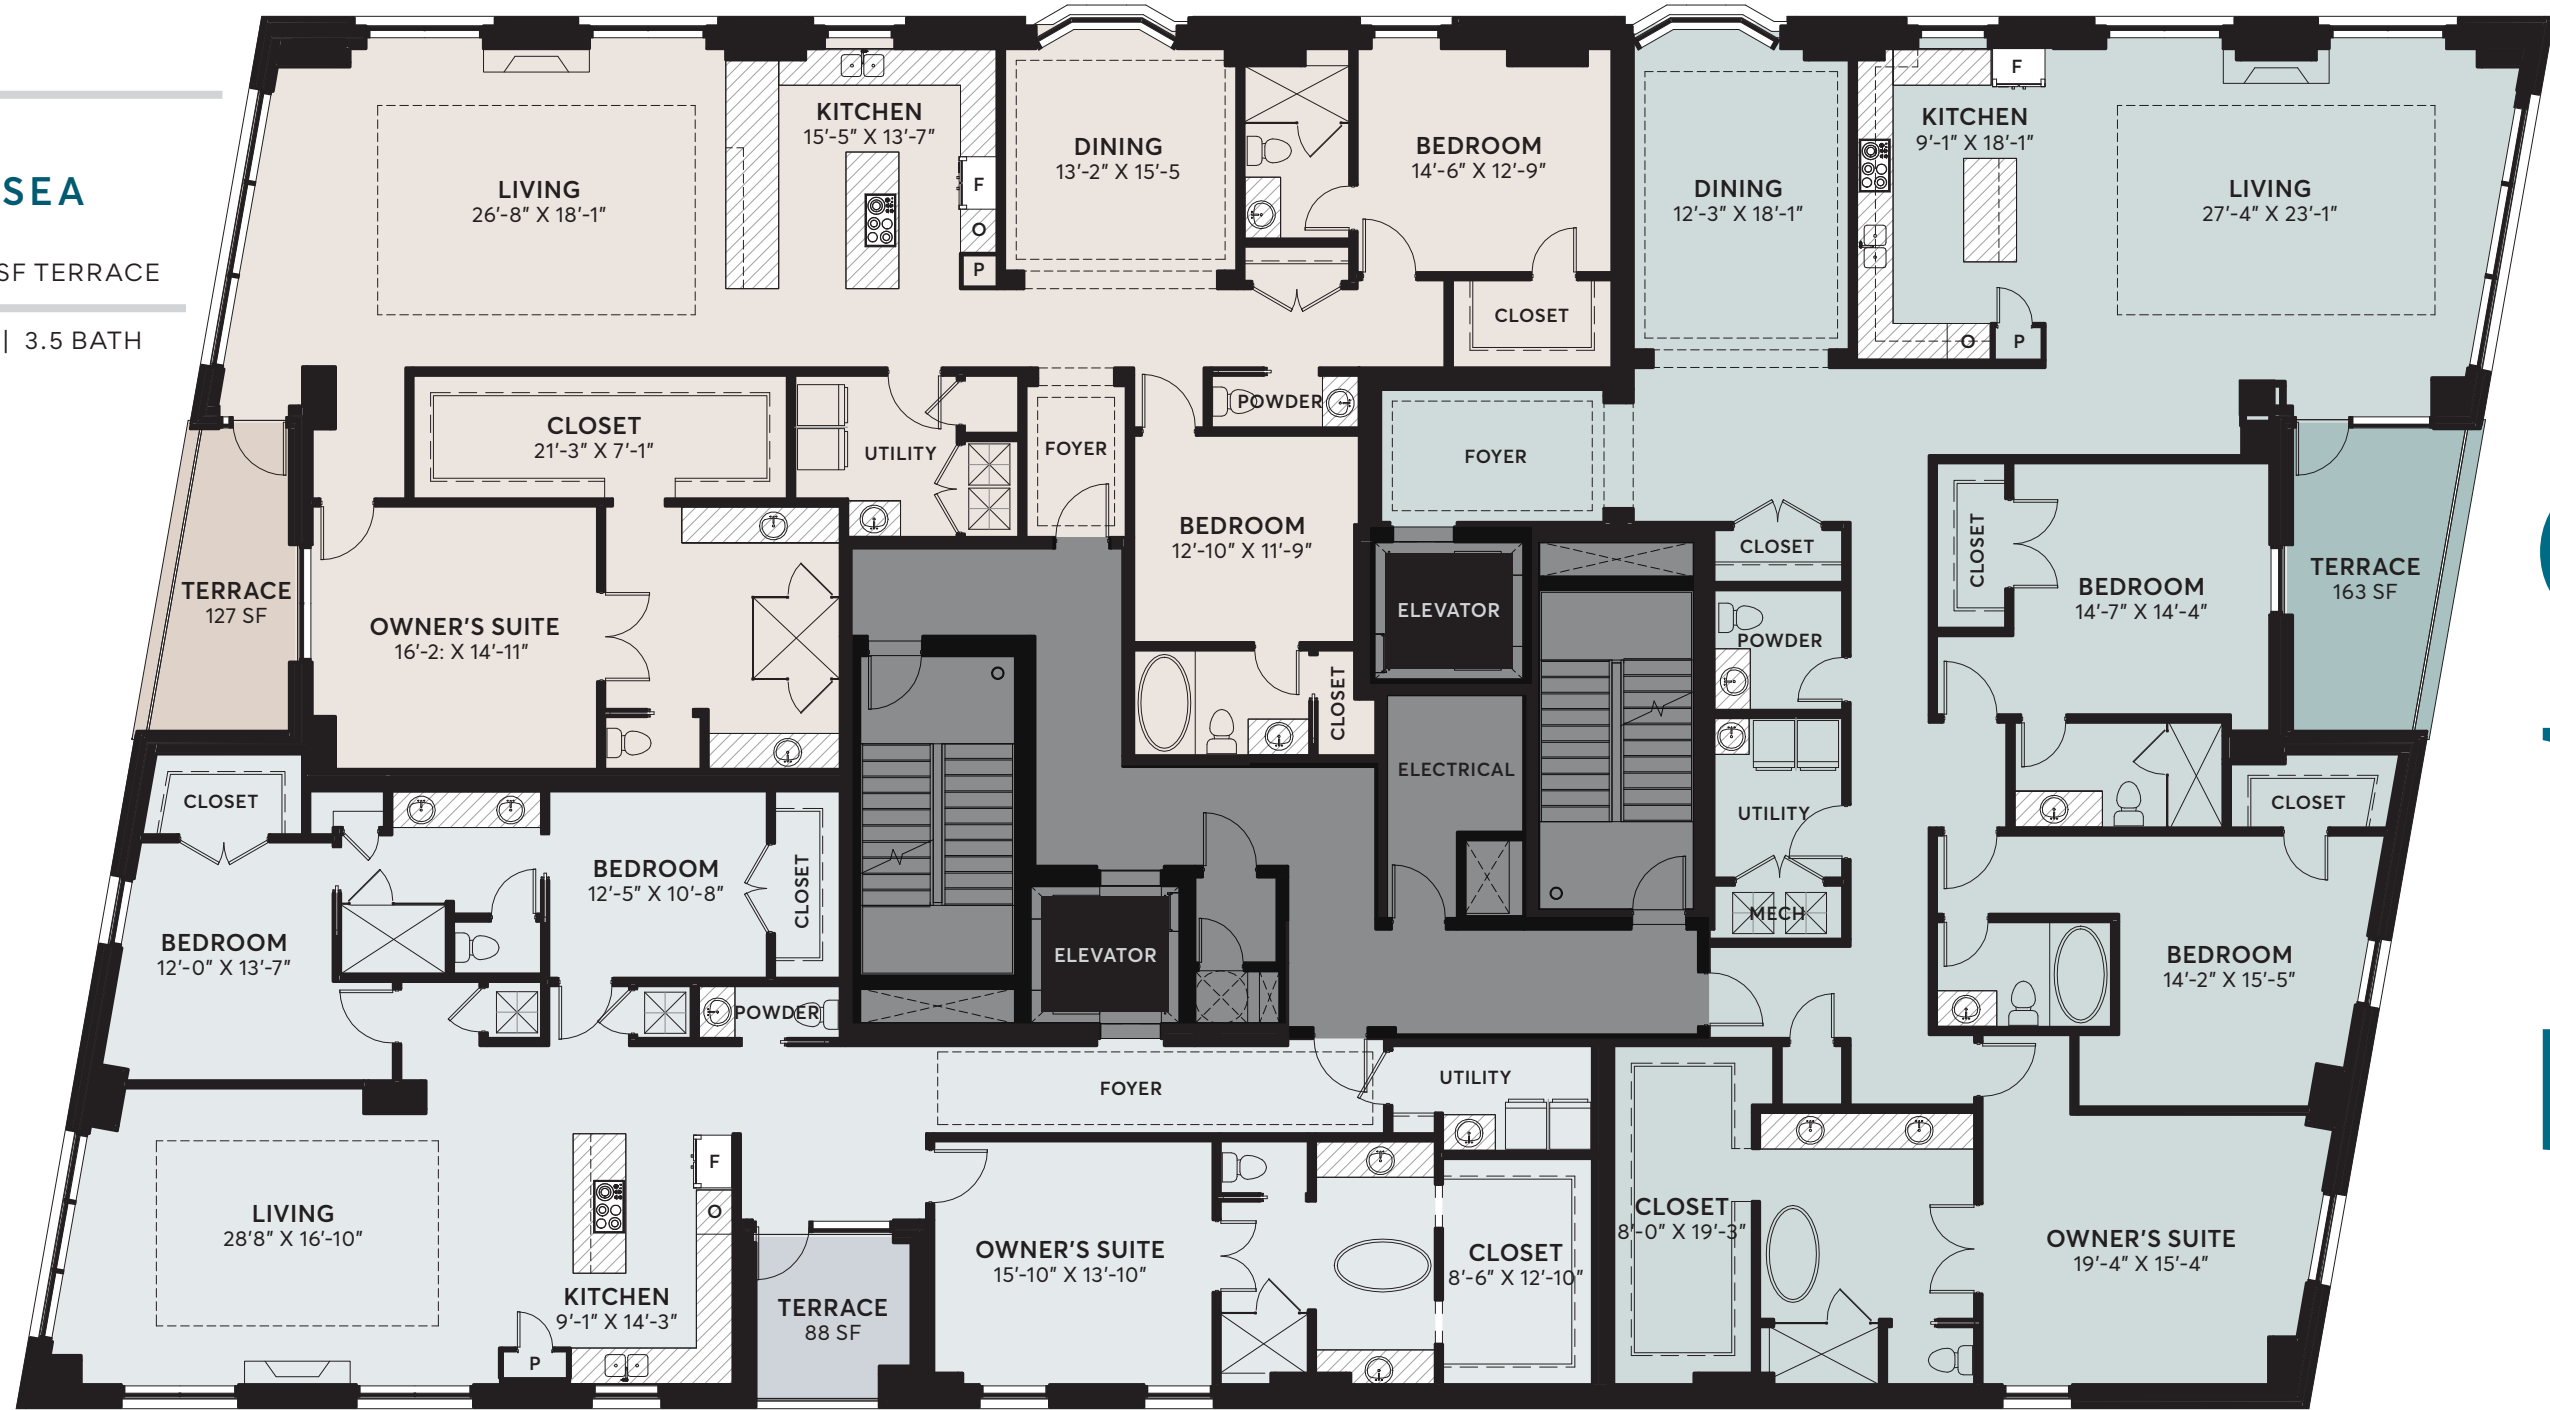 SEA
SF TERRACE
| 3.5 BATH
LIVING
26'-8" X 18'-1"
KITCHEN
15'-5" X 13'-7"
F
O
P
DINING
13'-2" X 15'-5
BEDROOM
14'-6" X 12'-9"
CLOSET
DINING
12'-3" X 18'-1"
KITCHEN
9'-1" X 18'-1"
F
O
P
LIVING
27'-4" X 23'-1"
CLOSET
21'-3" X 7'-1"
UTILITY
FOYER
POWDER
BEDROOM
12'-10" X 11'-9"
CLOSET
FOYER
TERRACE
127 SF
OWNER'S SUITE
16'-2: X 14'-11"
ELEVATOR
ELECTRICAL
O
O
CLOSET
POWDER
UTILITY
MECH
CLOSET
BEDROOM
14'-7" X 14'-4"
TERRACE
163 SF
CLOSET
BEDROOM
14'-2" X 15'-5"
CLOSET
BEDROOM
12'-0" X 13'-7"
BEDROOM
12'-5" X 10'-8"
CLOSET
POWDER
ELEVATOR
FOYER
UTILITY
LIVING
28'8" X 16'-10"
F
O
KITCHEN
9'-1" X 14'-3"
P
TERRACE
88 SF
OWNER'S SUITE
15'-10" X 13'-10"
CLOSET
8'-6" X 12'-10"
CLOSET
8'-0" X 19'-3"
OWNER'S SUITE
19'-4" X 15'-4"